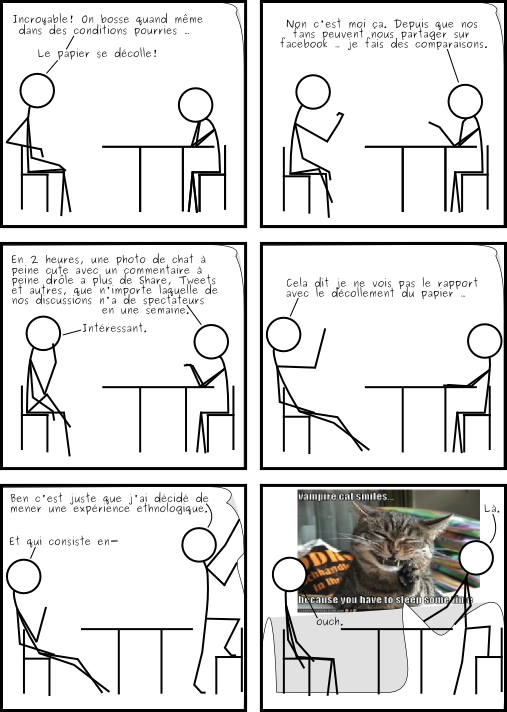 Incroyable! On bosse quand même
dans des conditions pourries ..
Le papier se décolle!
Non c'est moi ça. Depuis que nos
fans peuvent nous partager sur
facebook .. je fais des comparaisons.
En 2 heures, une photo de chat à
peine cute avec un commentaire à
peine drôle a plus de Share, Tweets
et autres, que n'importe laquelle de
nos discussions n'a de spectateurs
en une semaine.
Intéressant.
Cela dit je ne vois pas le rapport
avec le décollement du papier ..
Ben c'est juste que j'ai décidé de
mener une expérience ethnologique.
Et qui consiste en-
vampire cat smiles...
Là.
because you have to sleep sometime
ouch.